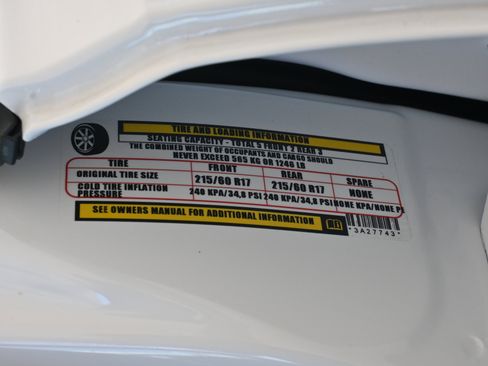 TIRE AND LOADING INFORMATION
SEATING CAPACITY - TOTAL 5 FRONT 2 REAR 3
THE COMBINED WEIGHT OF OCCUPANTS AND CARGO SHOULD
NEVER EXCEED 565 KG OR 1246 LB
TIRE FRONT REAR SPARE
ORIGINAL TIRE SIZE 215/60 R17 215/60 R17 NONE
COLD TIRE INFLATION PRESSURE 240 KPA/34,8 PSI 240 KPA/34,8 PSI NONE KPA/NONE PS
SEE OWNERS MANUAL FOR ADDITIONAL INFORMATION
*3A27743*